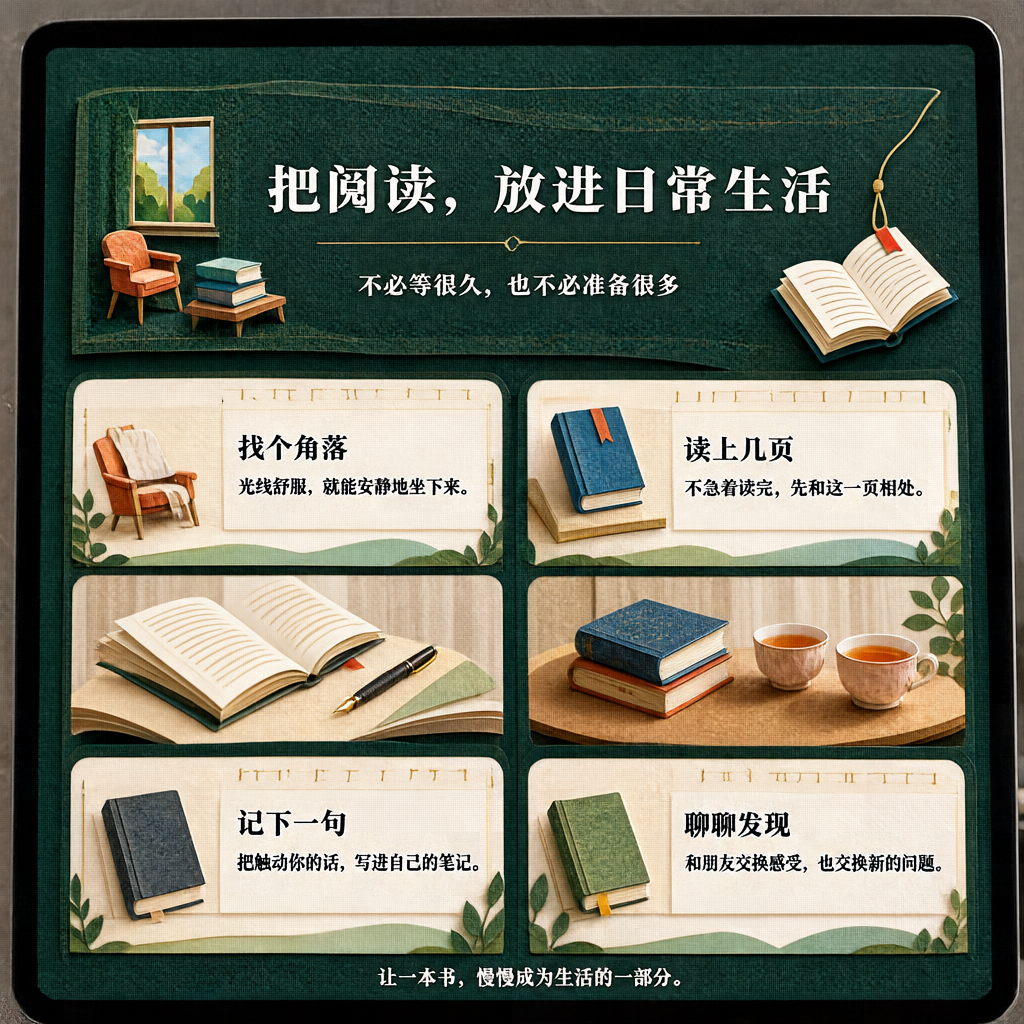 把阅读，放进日常生活
不必等很久，也不必准备很多
找个角落
光线舒服，就能安静地坐下来。
读上几页
不急着读完，先和这一页相处。
记下一句
把触动你的话，写进自己的笔记。
聊聊发现
和朋友交换感受，也交换新的问题。
让一本书，慢慢成为生活的一部分。